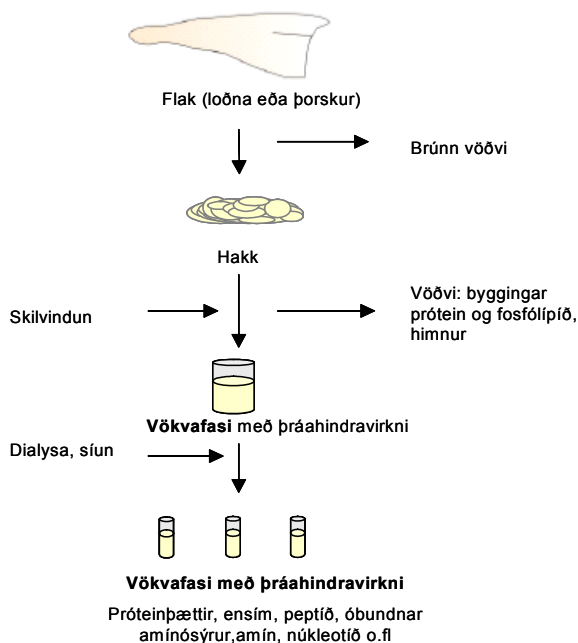 Flak (loðna eða þorskur)
Brúnn vöðvi
Hakk
Skilvindun
Vöðvi: byggingar
prótein og fosfólípíð,
himnur
Vökvafasi með þráahindravirkni
Dialysa, síun
Vökvafasi með þráahindravirkni
Próteinþættir, ensím, peptíð, óbundnar
amínósýrur,amín, núkleotíð o.fl